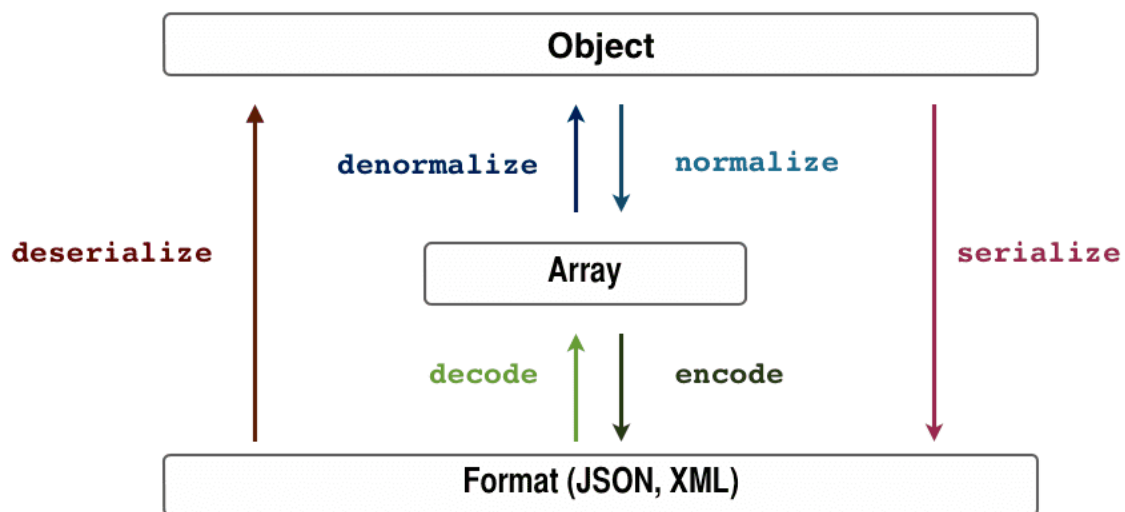 Object
denormalize
normalize
deserialize
serialize
Array
decode
encode
Format (JSON, XML)